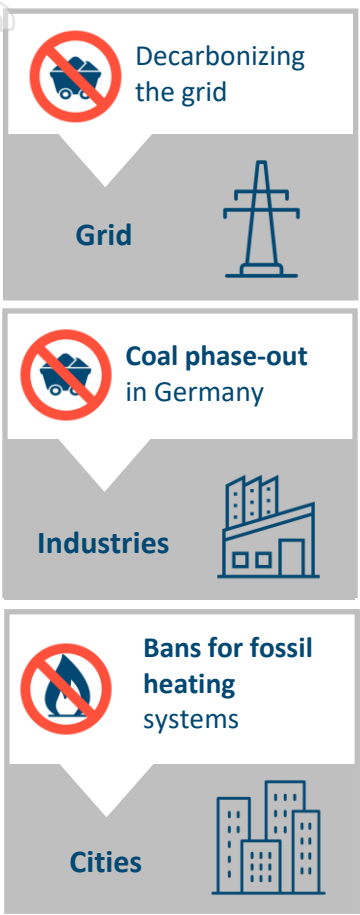 Decarbonizing
the grid
Grid
Coal phase-out
in Germany
Industries
Bans for fossil
heating
systems
Cities